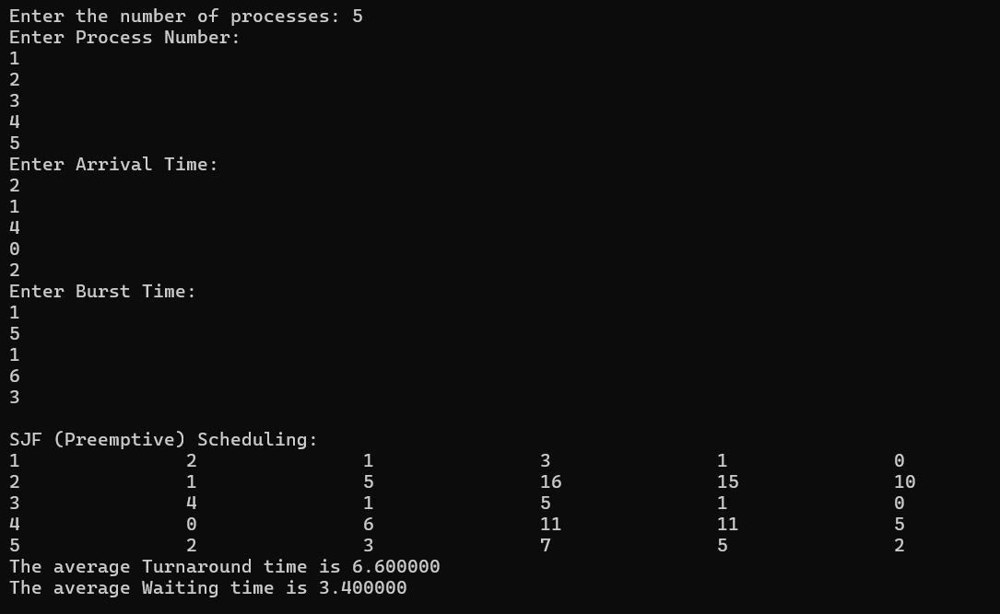 Enter the number of processes: 5
Enter Process Number:
1
2
3
4
5
Enter Arrival Time:
2
1
4
0
2
Enter Burst Time:
1
5
1
6
3

SJF (Preemptive) Scheduling:
1 2 1 3 1 0
2 1 5 16 15 10
3 4 1 5 1 0
4 0 6 11 11 5
5 2 3 7 5 2
The average Turnaround time is 6.600000
The average Waiting time is 3.400000